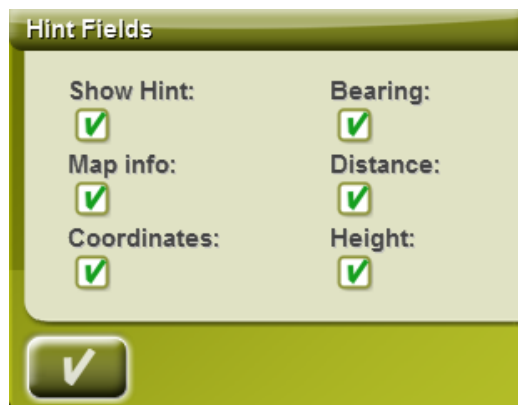 Hint Fields
Show Hint: Bearing:
Map info: Distance:
Coordinates: Height: